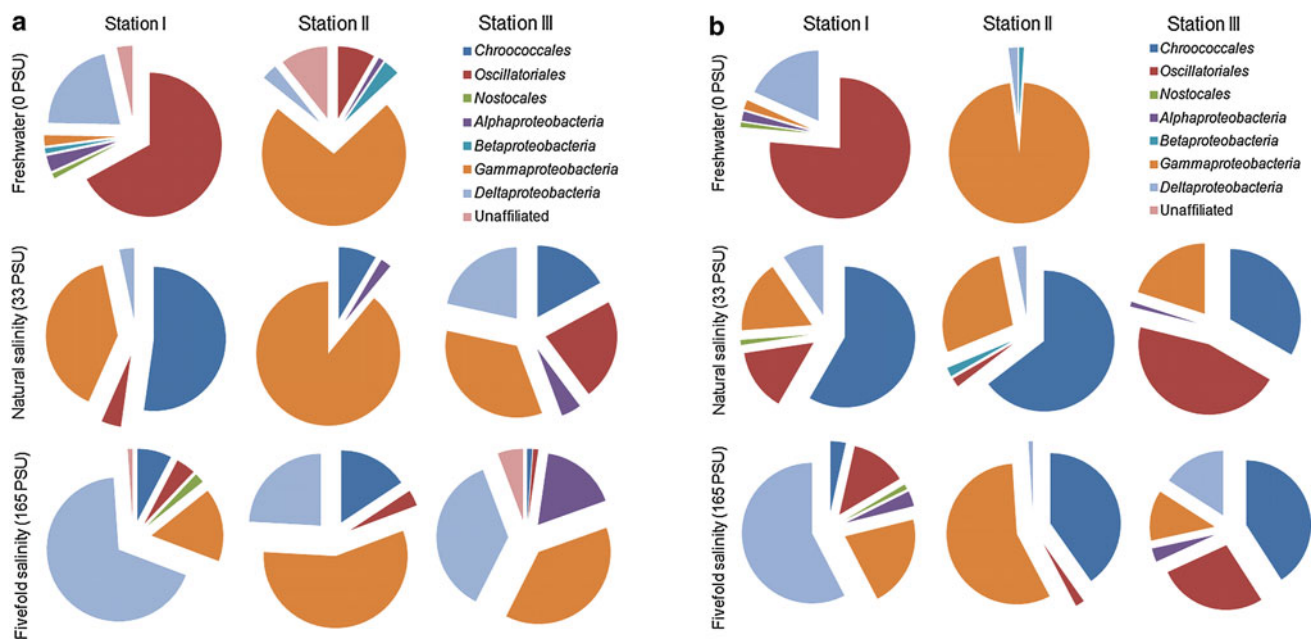 a
Station I
Station II
Station III
Chroococcales
Oscillatoriales
Nostocales
Alphaproteobacteria
Betaproteobacteria
Gammaproteobacteria
Deltaproteobacteria
Unaffiliated
Freshwater (0 PSU)
Natural salinity (33 PSU)
Fivefold salinity (165 PSU)
b
Station I
Station II
Station III
Chroococcales
Oscillatoriales
Nostocales
Alphaproteobacteria
Betaproteobacteria
Gammaproteobacteria
Deltaproteobacteria
Unaffiliated
Freshwater (0 PSU)
Natural salinity (33 PSU)
Fivefold salinity (165 PSU)